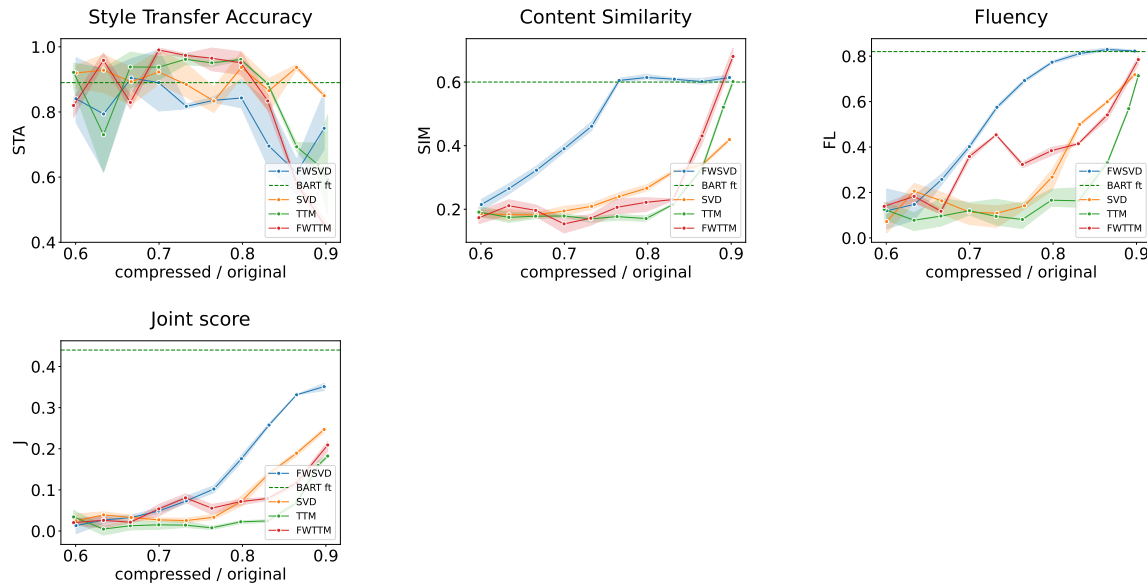 Style Transfer Accuracy
1.0
0.8
0.6
0.4
STA
0.6 0.7 0.8 0.9
compressed / original
FWSVD
BART ft
SVD
TTM
FWTTM
Content Similarity
0.6
0.4
0.2
SIM
0.6 0.7 0.8 0.9
compressed / original
FWSVD
BART ft
SVD
TTM
FWTTM
Fluency
0.8
0.6
0.4
0.2
0.0
FL
0.6 0.7 0.8 0.9
compressed / original
FWSVD
BART ft
SVD
TTM
FWTTM
Joint score
0.4
0.3
0.2
0.1
0.0
J
0.6 0.7 0.8 0.9
compressed / original
FWSVD
BART ft
SVD
TTM
FWTTM